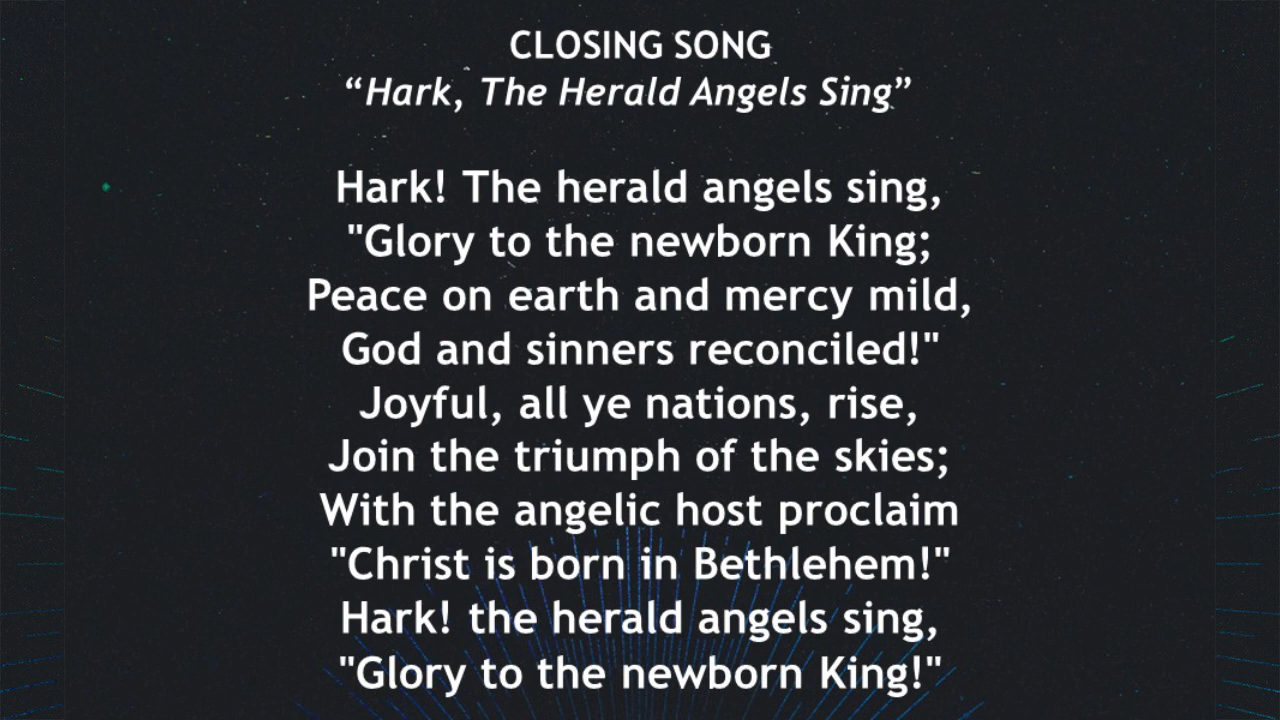 CLOSING SONG
“Hark, The Herald Angels Sing”
Hark! The herald angels sing,
"Glory to the newborn King;
Peace on earth and mercy mild,
God and sinners reconciled!"
Joyful, all ye nations, rise,
Join the triumph of the skies;
With the angelic host proclaim
"Christ is born in Bethlehem!"
Hark! the herald angels sing,
"Glory to the newborn King!"